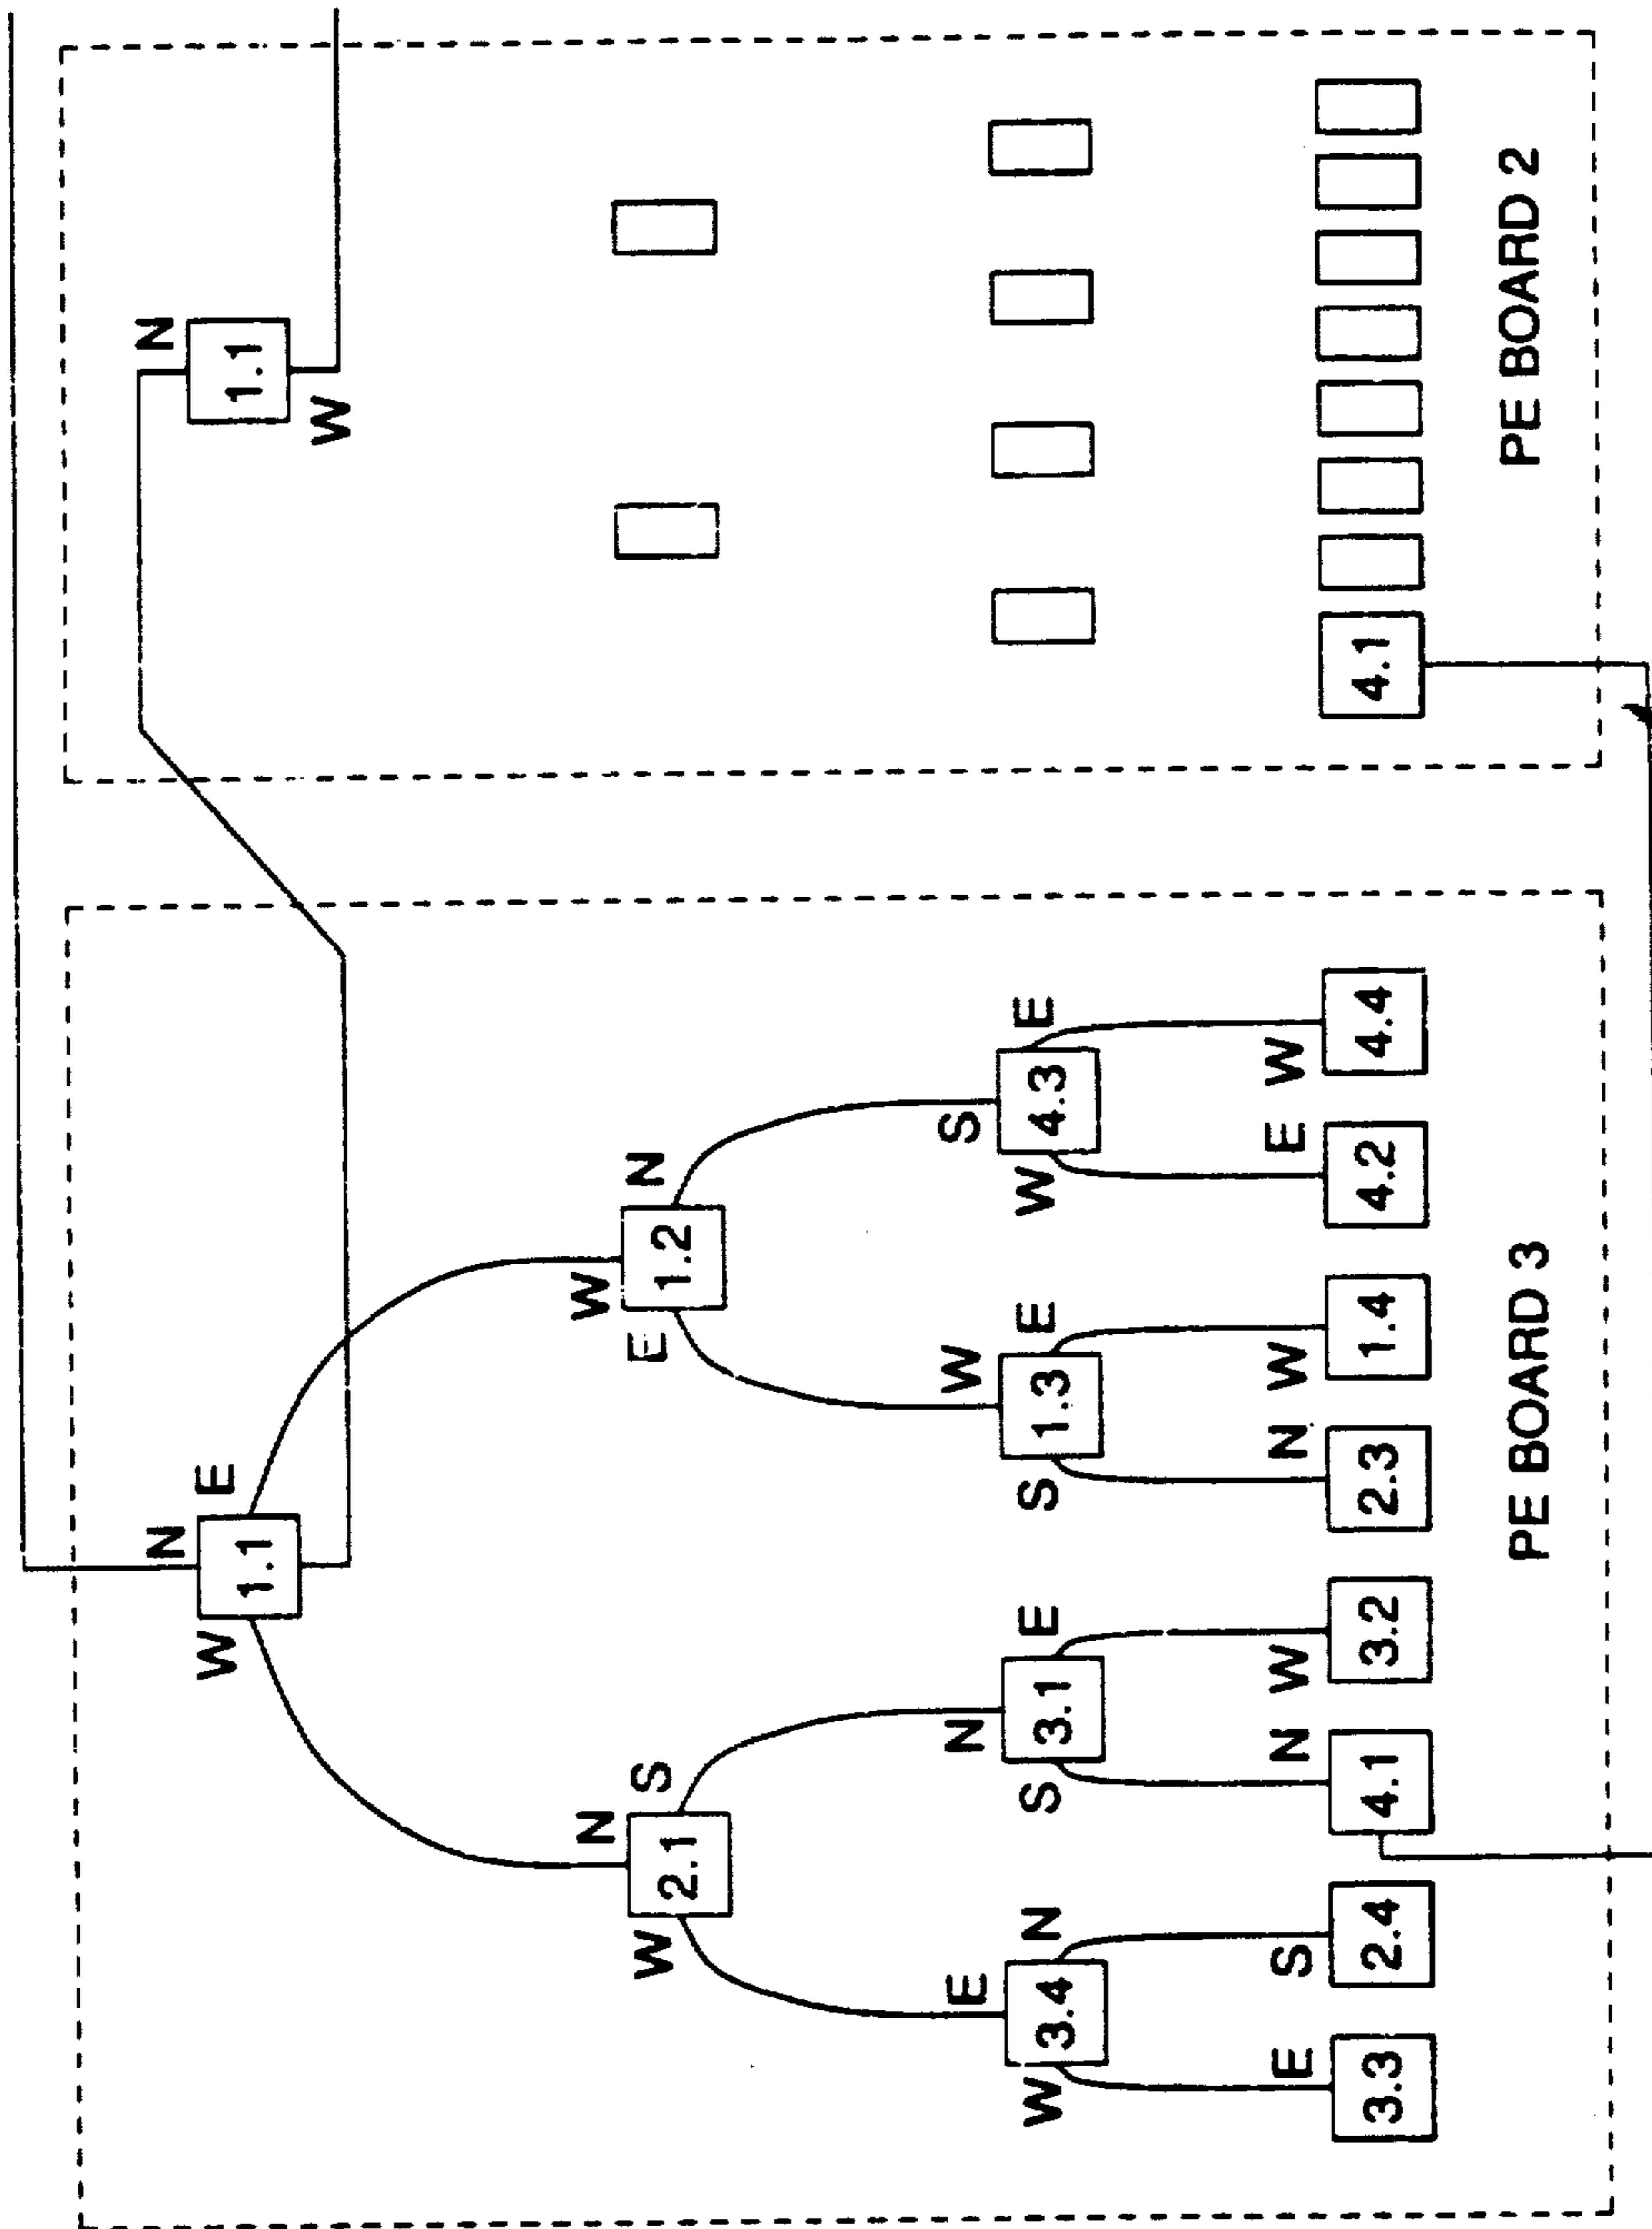 N N
W E
1.1 1.1
W
N W
W S E N
2.1 1.2
E N W S
W N S E S E W E
3.4 3.1 1.3 4.3
E S N W N W E W
3.3 2.4 4.1 3.2 2.3 1.4 4.2 4.4 4.1
PE BOARD 3 PE BOARD 2